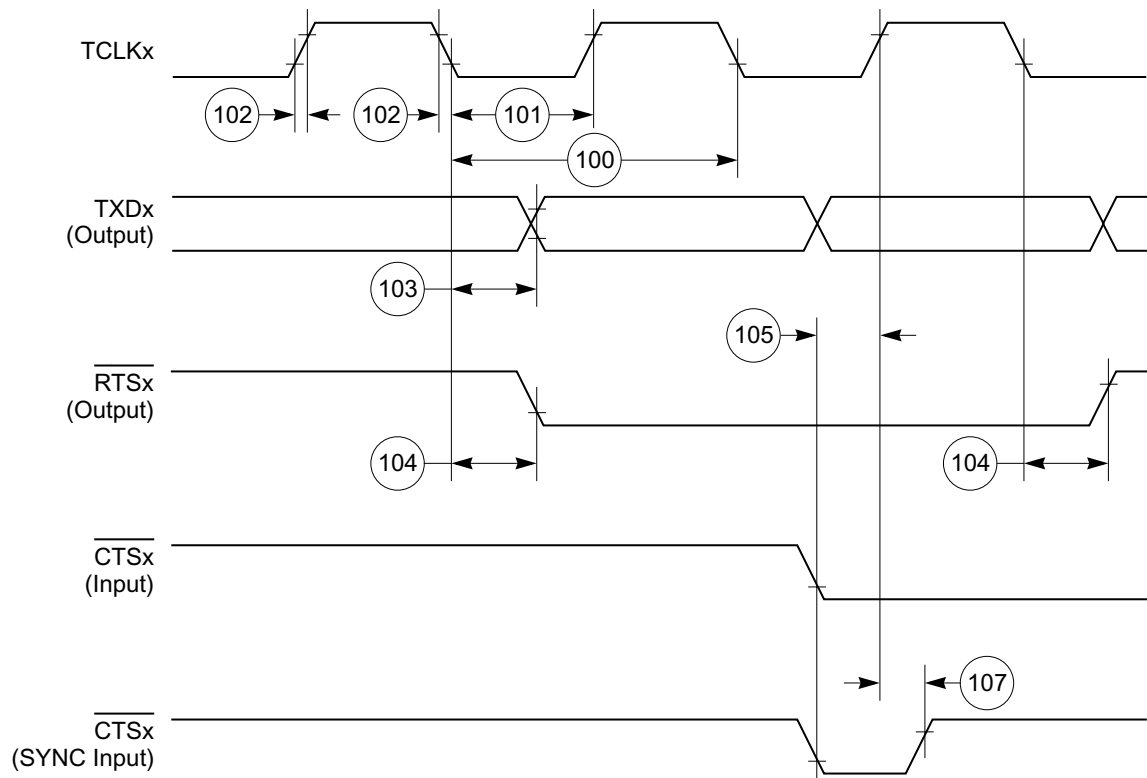 TCLKx
102
102
101
100
TXDx
(Output)
103
105
RTSx
(Output)
104
104
CTSx
(Input)
107
CTSx
(SYNC Input)